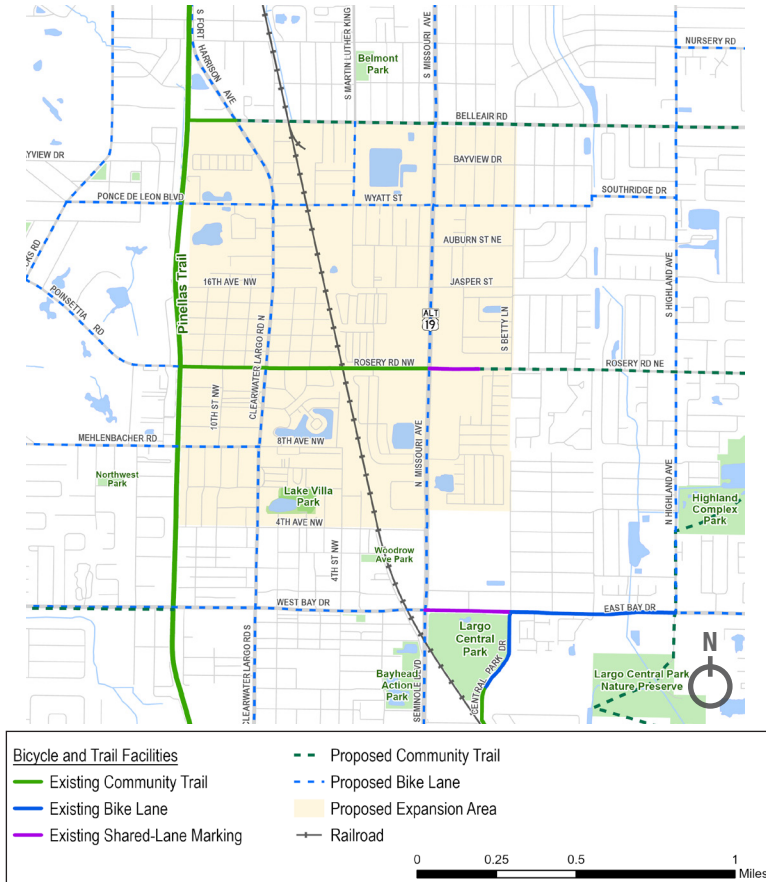 S FORT HARRISON AVE
S MARTIN LUTHER KING
S MISSOURI AVE
NURSERY RD
Belmont
Park
BELLEAIR RD
YVIEW DR
BAYVIEW DR
PONCE DE LEON BLVD
WYATT ST
SOUTHRIDGE DR
AUBURN ST NE
KS RD
Pinellas Trail
16TH AVE NW
JASPER ST
S HIGHLAND AVE
POINSETTIA RD
ALT
19
S BETTY LN
CLEARWATER LARGO RD N
ROSERY RD NW
ROSERY RD NE
10TH ST NW
MEHLENBACHER RD
8TH AVE NW
N MISSOURI AVE
N HIGHLAND AVE
Northwest
Park
Lake Villa
Park
Highland
Complex
Park
4TH AVE NW
4TH ST NW
Woodrow
Ave Park
WEST BAY DR
EAST BAY DR
Largo
Central
Park
N
CLEARWATER LARGO RD S
Bayhead
Action
Park
SEMINOLE BLVD
CENTRAL PARK DR
Largo Central Park
Nature Preserve
Bicycle and Trail Facilities
Existing Community Trail
Existing Bike Lane
Existing Shared-Lane Marking
Proposed Community Trail
Proposed Bike Lane
Proposed Expansion Area
Railroad
0 0.25 0.5 1
Miles